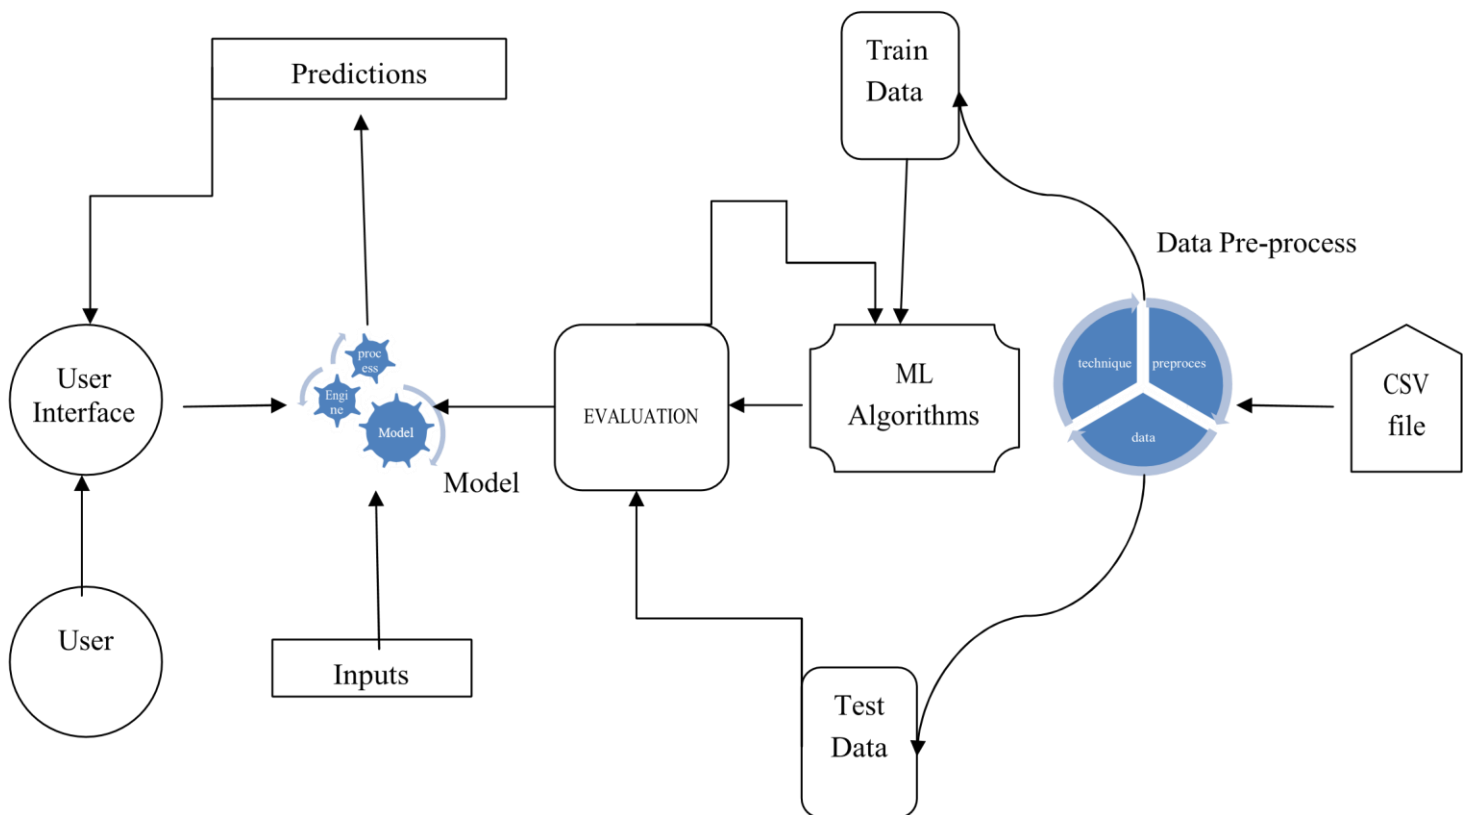 Predictions
Train
Data
Data Pre-process
User
Interface
proc
ess
Engi
ne
Model
Model
EVALUATION
ML
Algorithms
technique
preproces
data
CSV
file
User
Inputs
Test
Data